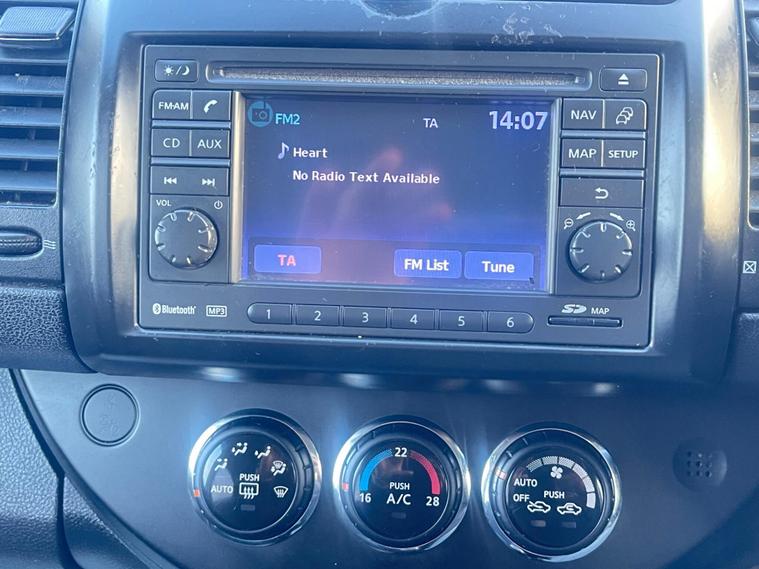 FM-AM
CD AUX
VOL
FM2 TA 14:07
Heart
No Radio Text Available
TA FM List Tune
NAV
MAP SETUP
Bluetooth MP3 1 2 3 4 5 6 SD MAP
PUSH
AUTO
22
PUSH
16 A/C 28
AUTO
OFF PUSH